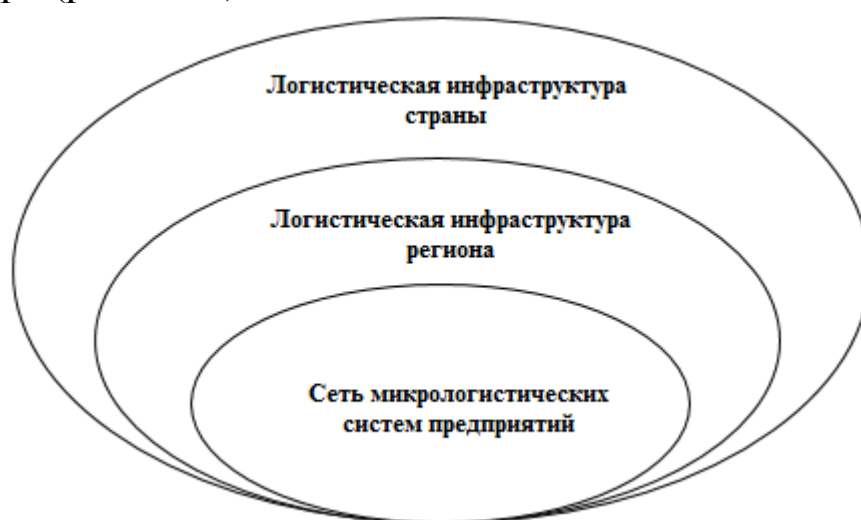 Логистическая инфраструктура
страны
Логистическая инфраструктура
региона
Сеть микрологистических
систем предприятий